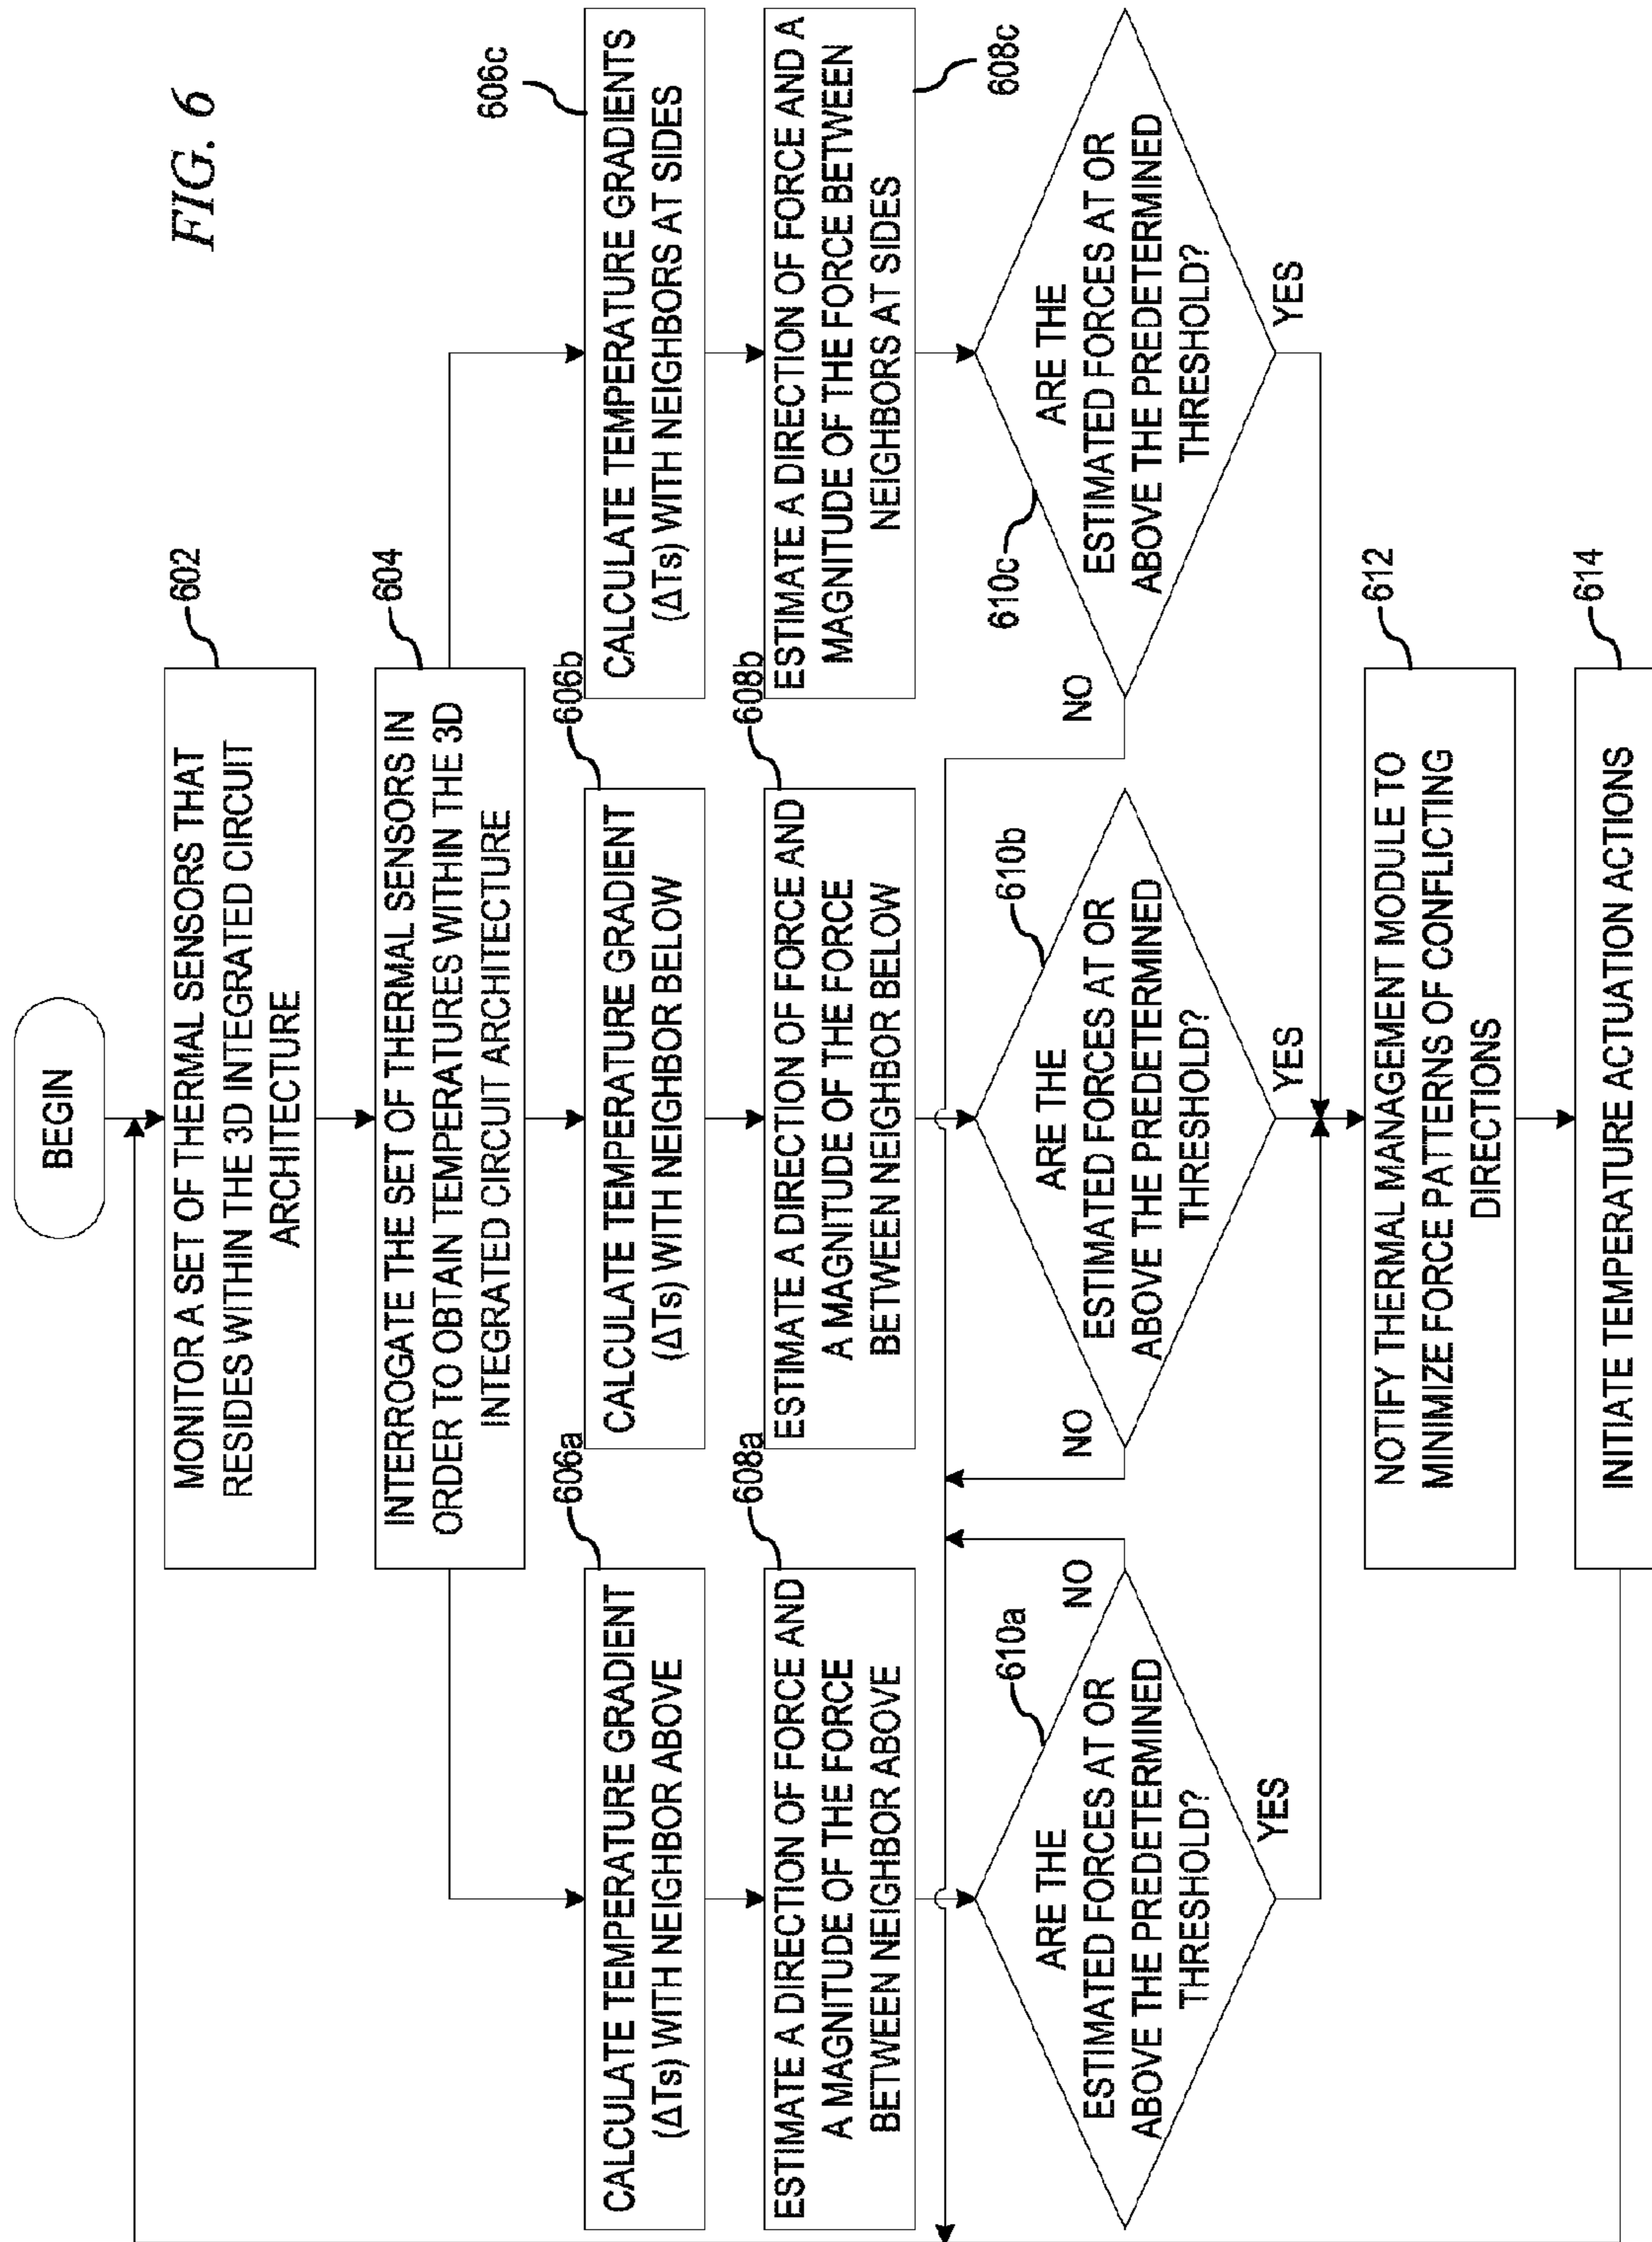 FIG. 6
BEGIN
MONITOR A SET OF THERMAL SENSORS THAT
RESIDES WITHIN THE 3D INTEGRATED CIRCUIT
ARCHITECTURE
602
INTERROGATE THE SET OF THERMAL SENSORS IN
ORDER TO OBTAIN TEMPERATURES WITHIN THE 3D
INTEGRATED CIRCUIT ARCHITECTURE
604
CALCULATE TEMPERATURE GRADIENT
(ΔTs) WITH NEIGHBOR ABOVE
606a
CALCULATE TEMPERATURE GRADIENT
(ΔTs) WITH NEIGHBOR BELOW
606b
CALCULATE TEMPERATURE GRADIENTS
(ΔTs) WITH NEIGHBORS AT SIDES
606c
ESTIMATE A DIRECTION OF FORCE AND
A MAGNITUDE OF THE FORCE
BETWEEN NEIGHBOR ABOVE
608a
ESTIMATE A DIRECTION OF FORCE AND
A MAGNITUDE OF THE FORCE
BETWEEN NEIGHBOR BELOW
608b
ESTIMATE A DIRECTION OF FORCE AND A
MAGNITUDE OF THE FORCE BETWEEN
NEIGHBORS AT SIDES
608c
ARE THE
ESTIMATED FORCES AT OR
ABOVE THE PREDETERMINED
THRESHOLD?
610a
NO
YES
ARE THE
ESTIMATED FORCES AT OR
ABOVE THE PREDETERMINED
THRESHOLD?
610b
NO
YES
ARE THE
ESTIMATED FORCES AT OR
ABOVE THE PREDETERMINED
THRESHOLD?
610c
NO
YES
NOTIFY THERMAL MANAGEMENT MODULE TO
MINIMIZE FORCE PATTERNS OF CONFLICTING
DIRECTIONS
612
INITIATE TEMPERATURE ACTUATION ACTIONS
614